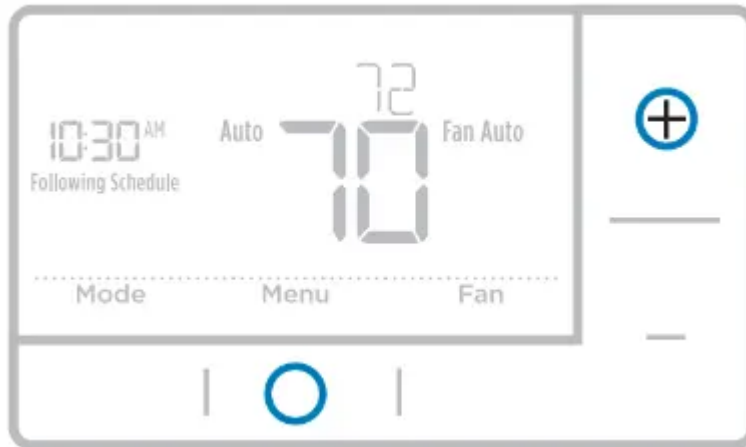 72
10:30 AM
Auto
70
Fan Auto
Following Schedule
Mode Menu Fan
+
−